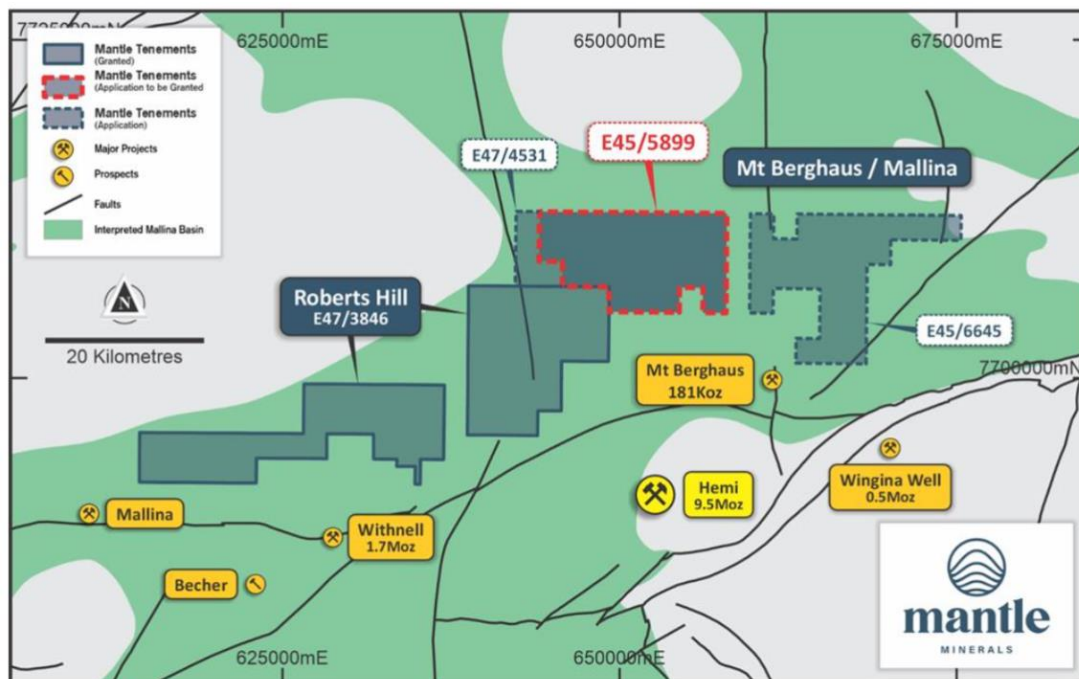 7725000mN
625000mE
650000mE
675000mE
Mantle Tenements
(Granted)
Mantle Tenements
(Application to be Granted
Mantle Tenements
(Application)
Major Projects
Prospects
Faults
Interpreted Mallina Basin
N
20 Kilometres
E47/4531
E45/5899
Mt Berghaus / Mallina
Roberts Hill
E47/3846
E45/6645
7700000mN
Mt Berghaus
181Koz
Hemi
9.5Moz
Wingina Well
0.5Moz
Mallina
Withnell
1.7Moz
Becher
mantle
MINERALS
625000mE
650000mE